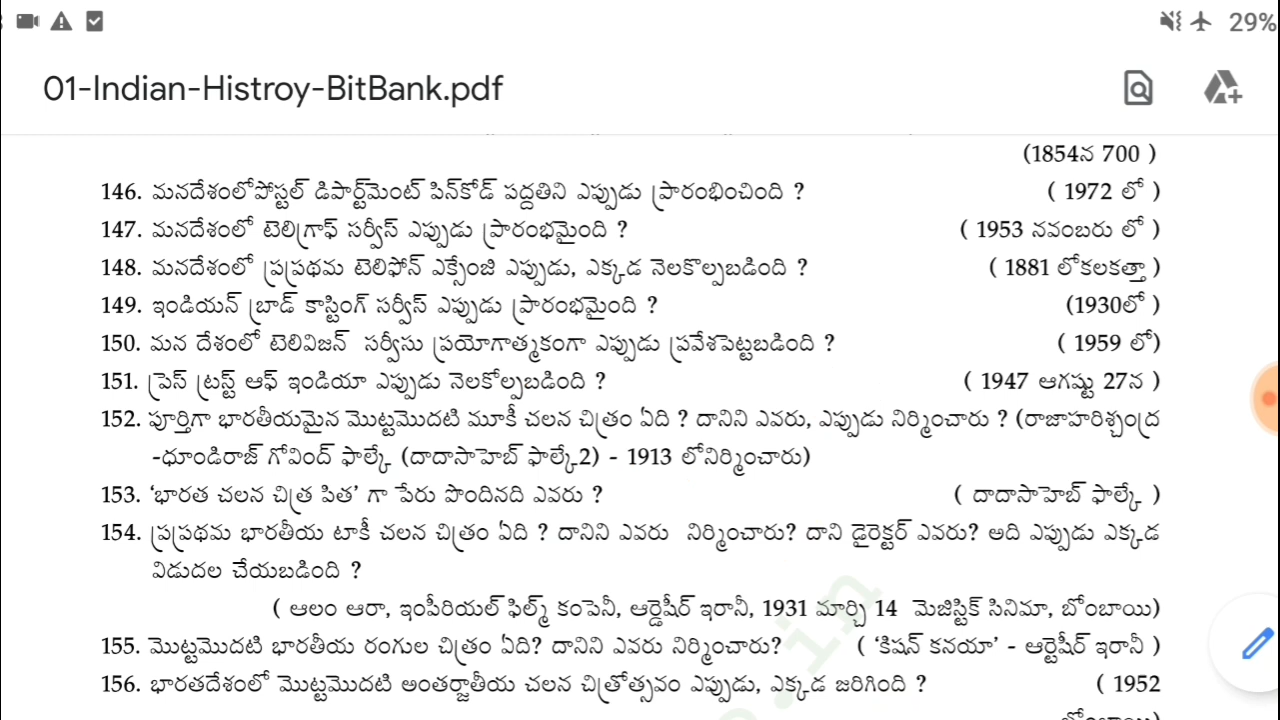 29%
01-Indian-Histroy-BitBank.pdf
(1854న 700 )
146. మనదేశంలోపోస్టల్ డిపార్ట్‌మెంట్ పిన్‌కోడ్ పద్దతిని ఎప్పుడు ప్రారంభించింది ? ( 1972 లో )
147. మనదేశంలో టెలిగ్రాఫ్ సర్వీస్ ఎప్పుడు ప్రారంభమైంది ? ( 1953 నవంబరు లో )
148. మనదేశంలో ప్రప్రథమ టెలిఫోన్ ఎక్సేంజి ఎప్పుడు, ఎక్కడ నెలకొల్పబడింది ? ( 1881 లోకలకత్తా )
149. ఇండియన్ బ్రాడ్ కాస్టింగ్ సర్వీస్ ఎప్పుడు ప్రారంభమైంది ? (1930లో )
150. మన దేశంలో టెలివిజన్ సర్వీసు ప్రయోగాత్మకంగా ఎప్పుడు ప్రవేశపెట్టబడింది ? ( 1959 లో)
151. ప్రెస్ ట్రస్ట్ ఆఫ్ ఇండియా ఎప్పుడు నెలకోల్పబడింది ? ( 1947 ఆగష్టు 27న )
152. పూర్తిగా భారతీయమైన మొట్టమొదటి మూకీ చలన చిత్రం ఏది ? దానిని ఎవరు, ఎప్పుడు నిర్మించారు ? (రాజాహరిశ్చంద్ర
-ధూండిరాజ్ గోవింద్ ఫాల్కే (దాదాసాహెబ్ ఫాల్కే2) - 1913 లోనిర్మించారు)
153. ‘భారత చలన చిత్ర పిత’ గా పేరు పొందినది ఎవరు ? ( దాదాసాహెబ్ ఫాల్కే )
154. ప్రప్రథమ భారతీయ టాకీ చలన చిత్రం ఏది ? దానిని ఎవరు నిర్మించారు? దాని డైరెక్టర్ ఎవరు? అది ఎప్పుడు ఎక్కడ
విడుదల చేయబడింది ?
( ఆలం ఆరా, ఇంపీరియల్ ఫిల్మ్ కంపెనీ, ఆర్డెషీర్ ఇరానీ, 1931 మార్చి 14 మెజిస్టిక్ సినిమా, బోంబాయి)
155. మొట్టమొదటి భారతీయ రంగుల చిత్రం ఏది? దానిని ఎవరు నిర్మించారు? ( ‘కిషన్ కనయా’ - ఆర్టెషీర్ ఇరానీ )
156. భారతదేశంలో మొట్టమొదటి అంతర్జాతీయ చలన చిత్రోత్సవం ఎప్పుడు, ఎక్కడ జరిగింది ? ( 1952